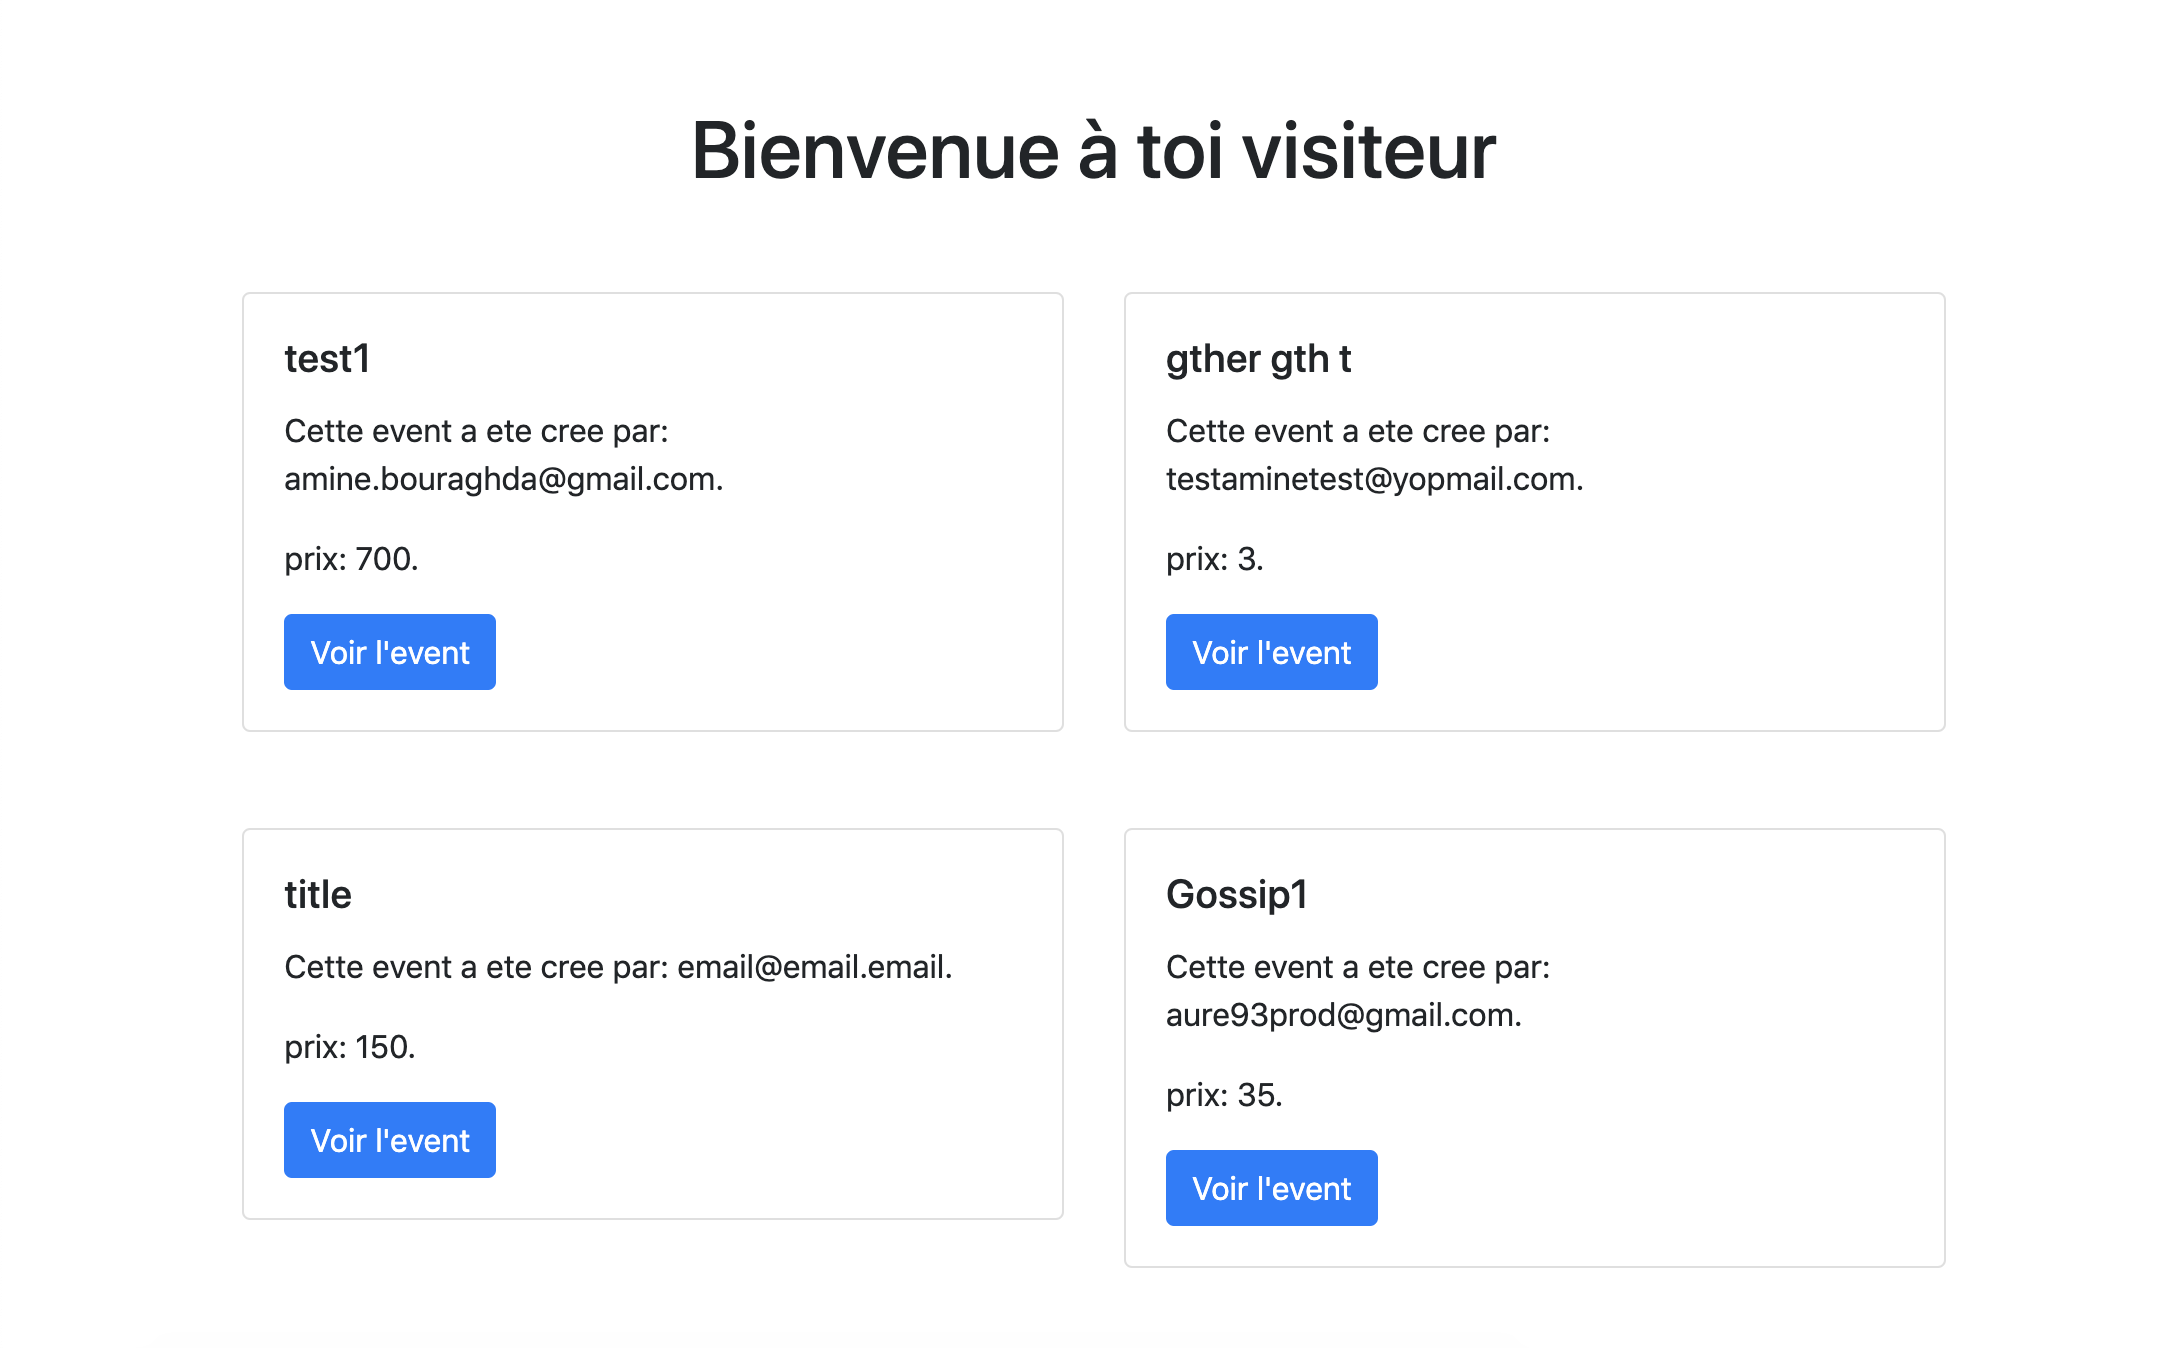 Bienvenue à toi visiteur
test1
Cette event a ete cree par:
amine.bouraghda@gmail.com.
prix: 700.
Voir l'event
gther gth t
Cette event a ete cree par:
testaminetest@yopmail.com.
prix: 3.
Voir l'event
title
Cette event a ete cree par: email@email.email.
prix: 150.
Voir l'event
Gossip1
Cette event a ete cree par:
aure93prod@gmail.com.
prix: 35.
Voir l'event